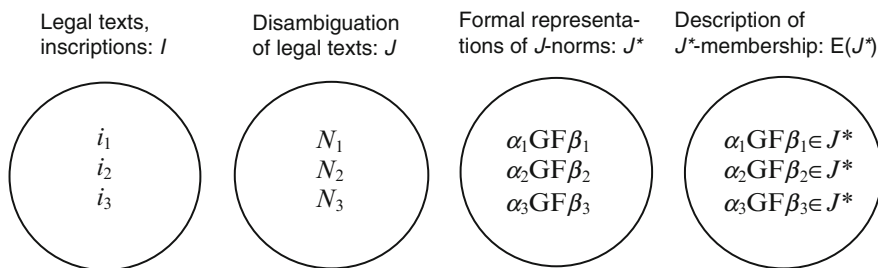 Legal texts,
inscriptions: I
Disambiguation
of legal texts: J
Formal representa-
tions of J-norms: J*
Description of
J*-membership: E(J*)
i₁
i₂
i₃
N₁
N₂
N₃
α₁GFβ₁
α₂GFβ₂
α₃GFβ₃
α₁GFβ₁∈J*
α₂GFβ₂∈J*
α₃GFβ₃∈J*